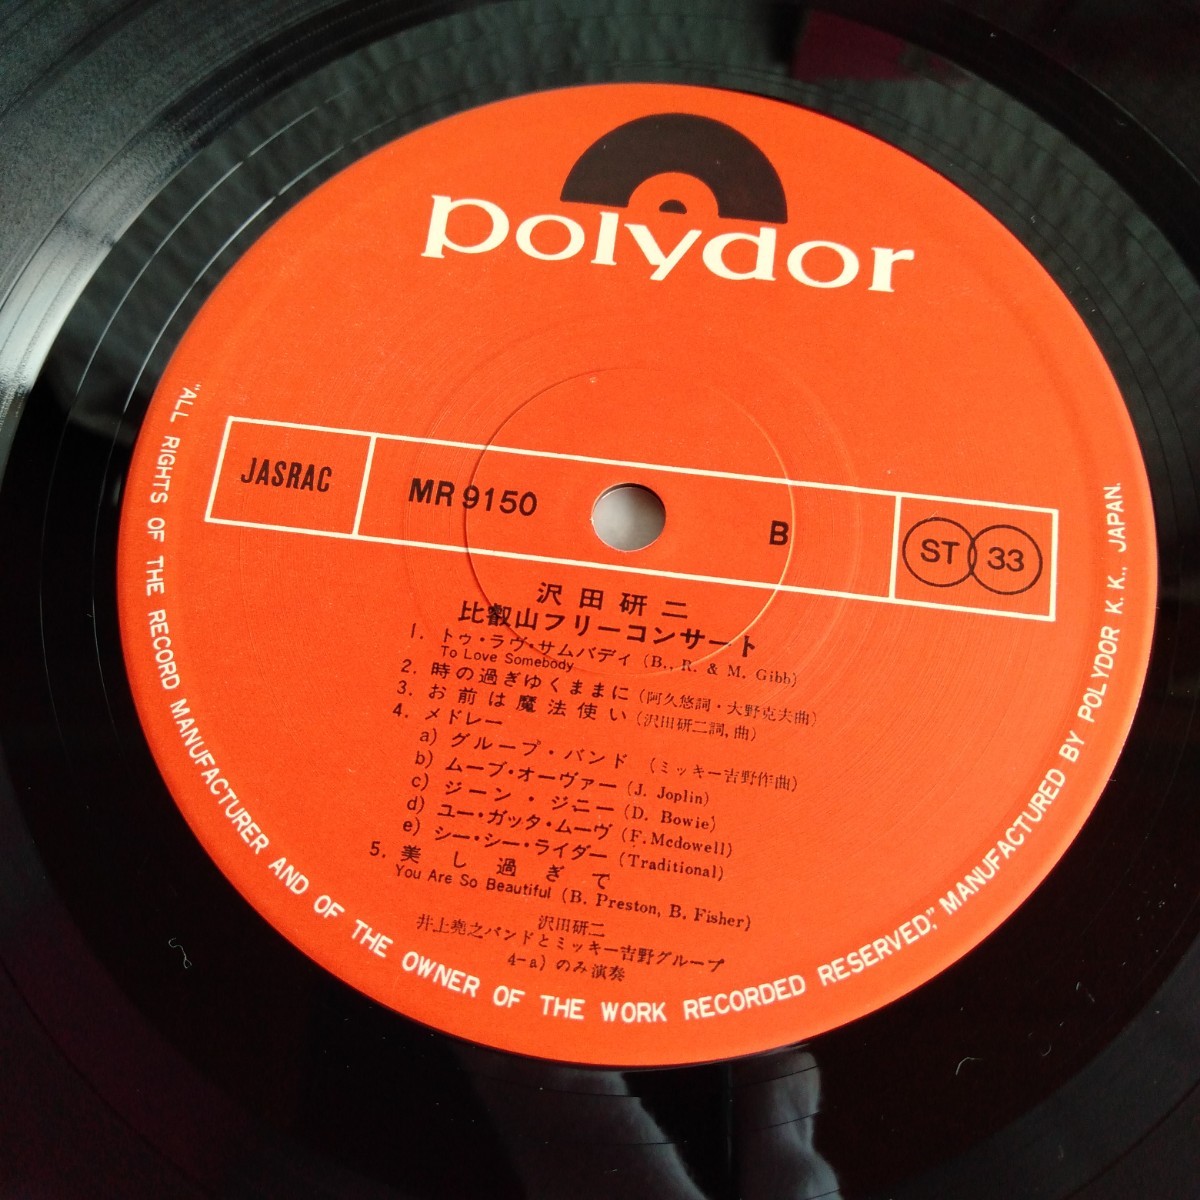 polydor
JASRAC
MR 9150
B
ST 33
沢田研二
比叡山フリーコンサート
1. トゥ・ラヴ・サムバディ (B., R. & M. Gibb)
To Love Somebody
2. 時の過ぎゆくままに (阿久悠詞・大野克夫曲)
3. お前は魔法使い (沢田研二詞,曲)
4. メドレー
a) グループ・バンド (ミッキー吉野作曲)
b) ムーブ・オーヴァー (J. Joplin)
c) ジーン・ジニー (D. Bowie)
d) ユー・ガッタ・ムーヴ (F. Mcdowell)
e) シー・シー・ライダー (Traditional)
5. 美し過ぎて
You Are So Beautiful (B. Preston, B. Fisher)
沢田研二
井上堯之バンドとミッキー吉野グループ
4-a) のみ演奏
"ALL RIGHTS OF THE RECORD MANUFACTURER AND OF THE OWNER OF THE WORK RECORDED RESERVED," MANUFACTURED BY POLYDOR K. K., JAPAN.